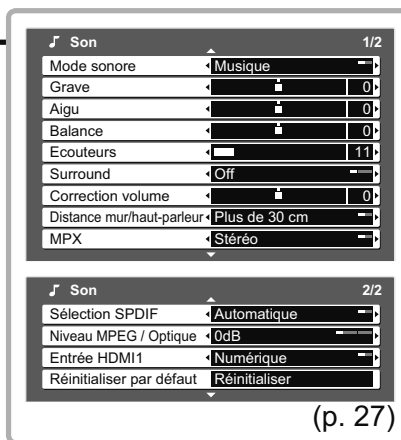 Son 1/2
Mode sonore Musique
Grave 0
Aigu 0
Balance 0
Ecouteurs 11
Surround Off
Correction volume 0
Distance mur/haut-parleur Plus de 30 cm
MPX Stéréo
Son 2/2
Sélection SPDIF Automatique
Niveau MPEG / Optique 0dB
Entrée HDMI1 Numérique
Réinitialiser par défaut Réinitialiser
(p. 27)